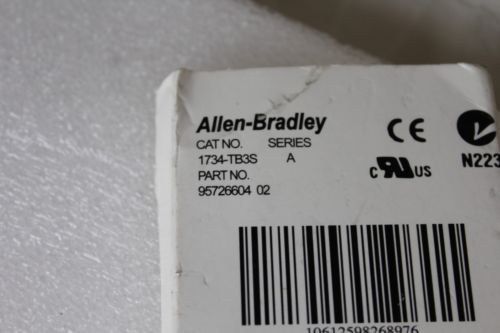 Allen-Bradley
CAT NO. SERIES
1734-TB3S A
PART NO.
95726604 02
CE
c UL US
N223
10612598268976